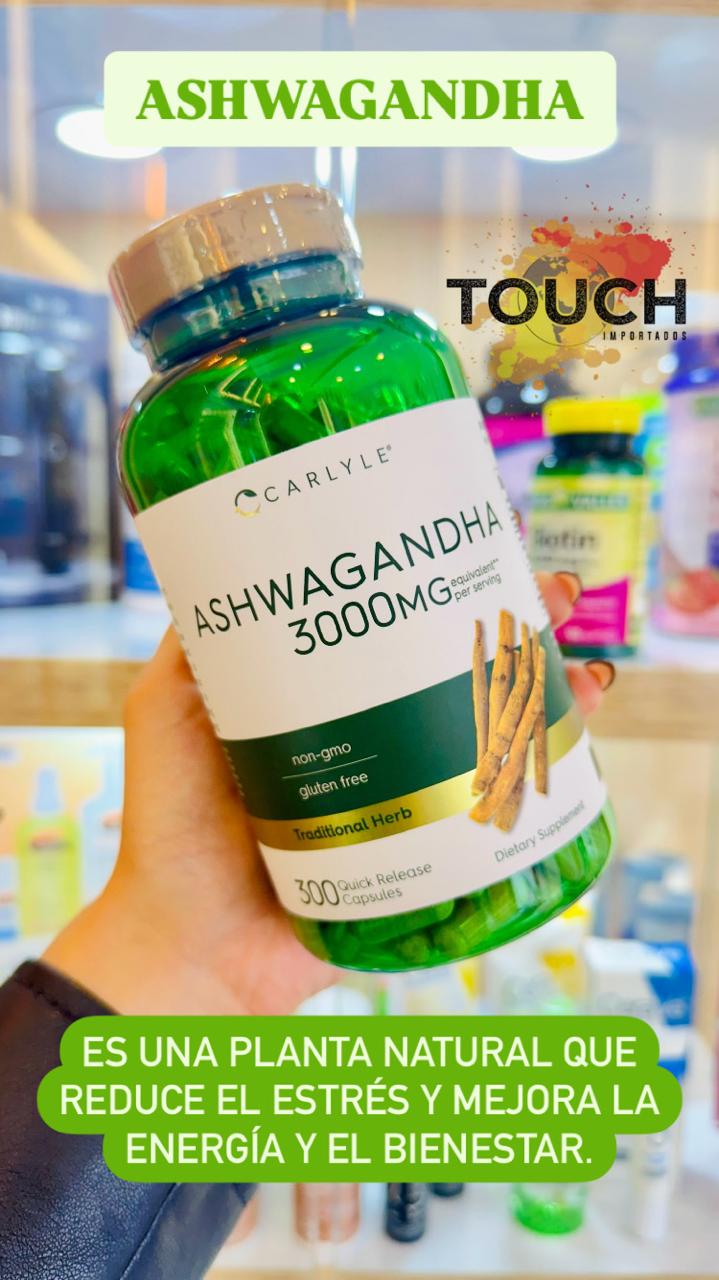 ASHWAGANDHA
TOUCH
IMPORTADOS
CARLYLE®
ASHWAGANDHA
3000MG equivalent** per serving
non-gmo
gluten free
Traditional Herb
300 Quick Release Capsules
Dietary Supplement
Biotin
ES UNA PLANTA NATURAL QUE
REDUCE EL ESTRÉS Y MEJORA LA
ENERGÍA Y EL BIENESTAR.